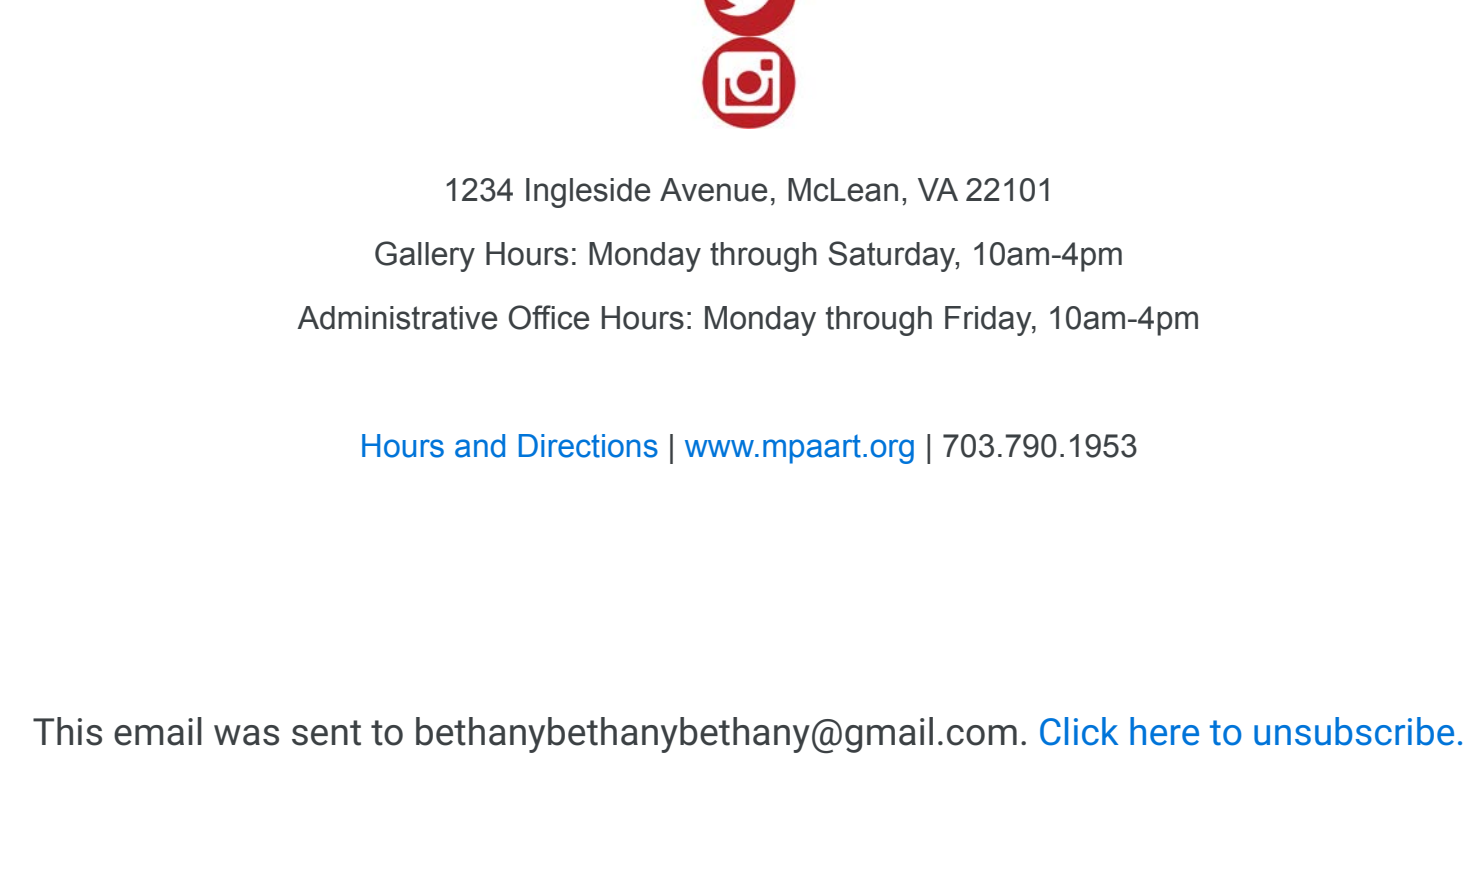 1234 Ingleside Avenue, McLean, VA 22101
Gallery Hours: Monday through Saturday, 10am-4pm
Administrative Office Hours: Monday through Friday, 10am-4pm
Hours and Directions | www.mpaart.org | 703.790.1953
This email was sent to bethanybethanybethany@gmail.com. Click here to unsubscribe.